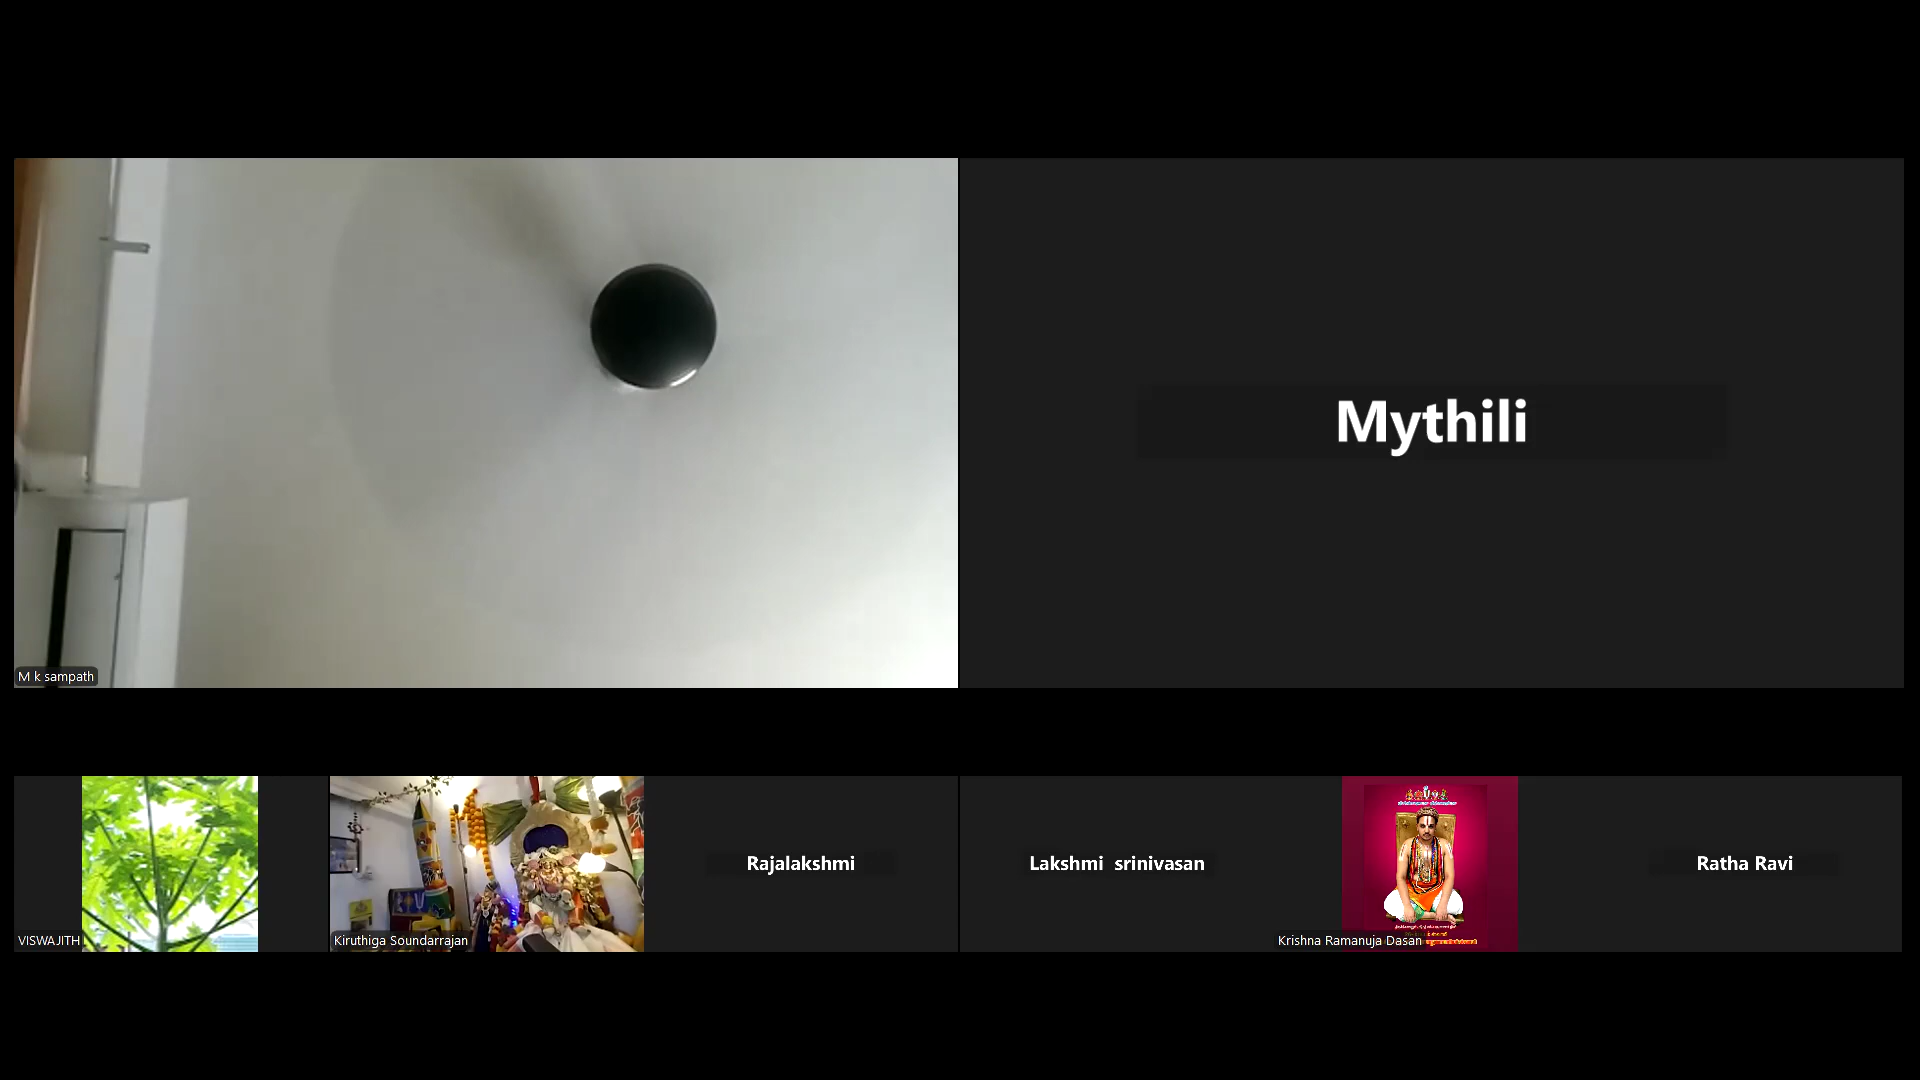 Mythili
M k sampath
Rajalakshmi
Lakshmi srinivasan
Ratha Ravi
VISWAJITH
Kiruthiga Soundarrajan
Krishna Ramanuja Dasan